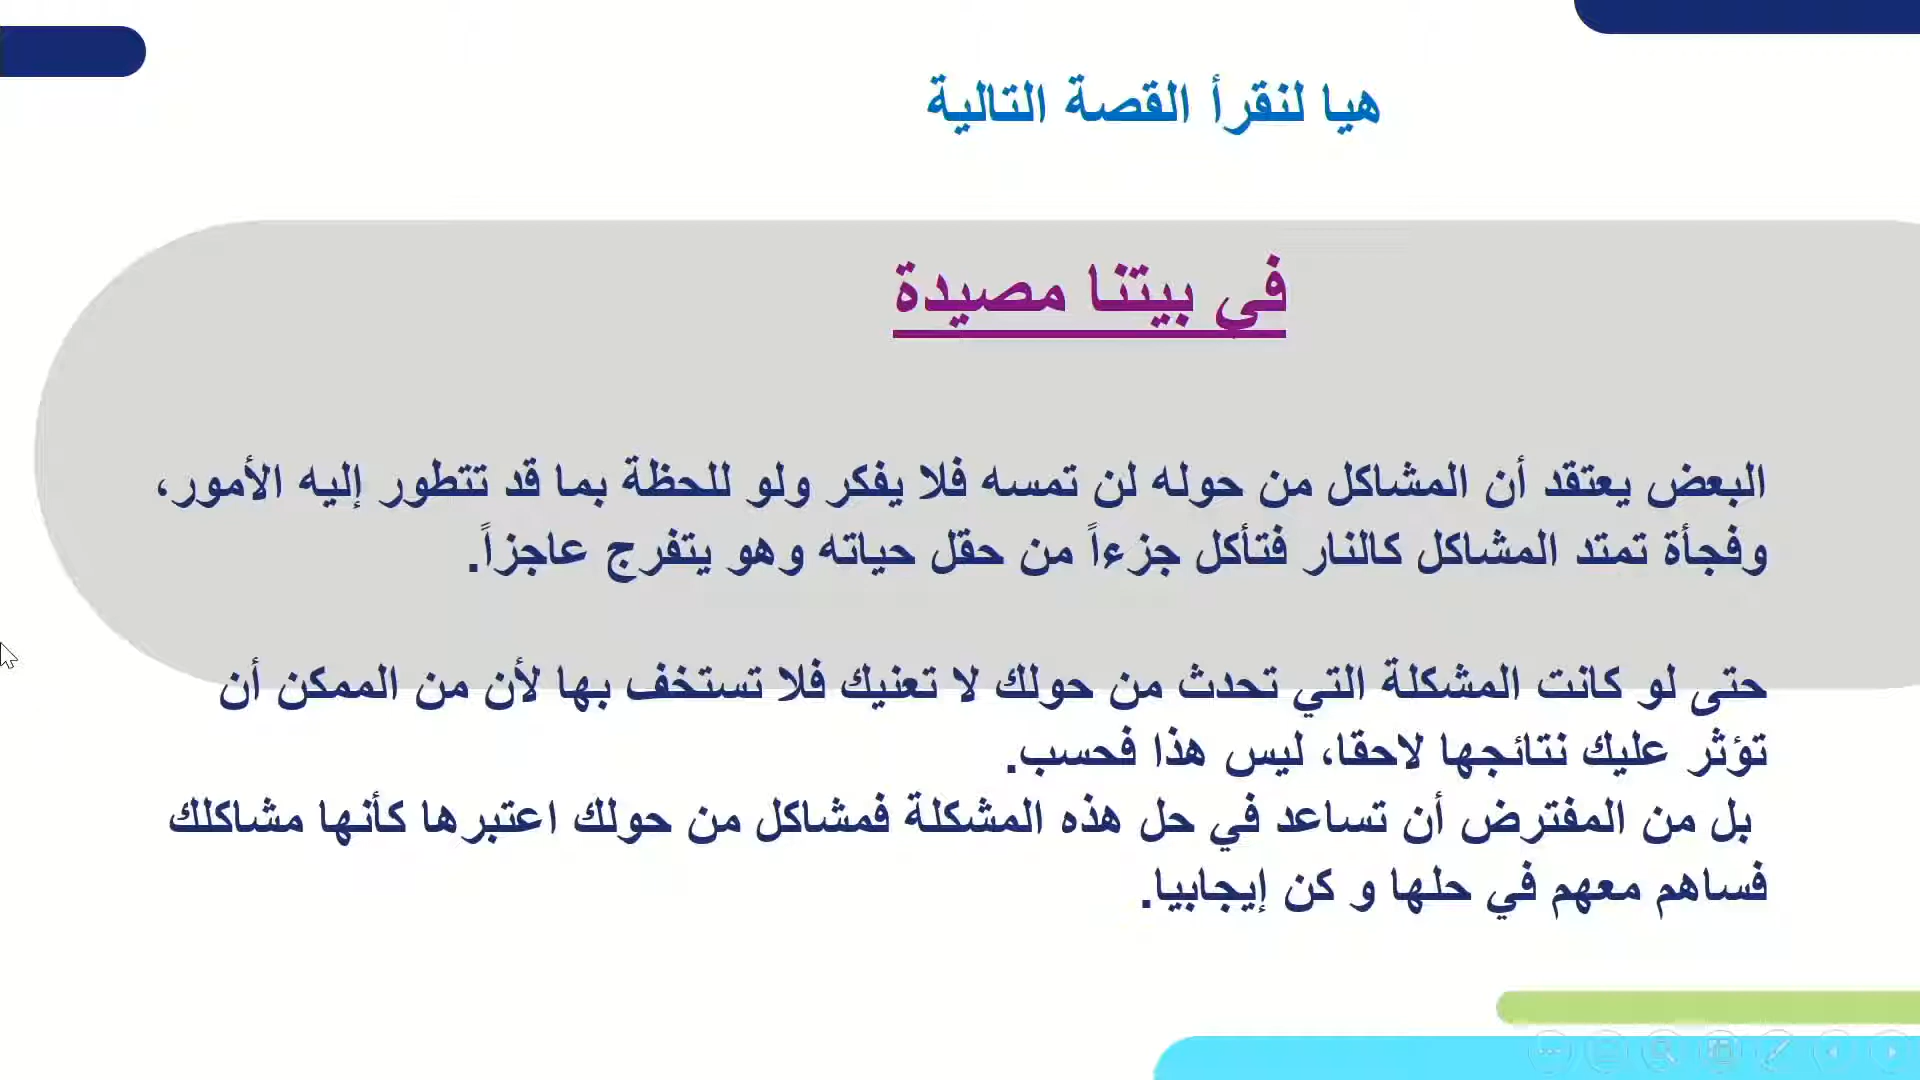 هيا لنقرأ القصة التالية
في بيتنا مصيدة
البعض يعتقد أن المشاكل من حوله لن تمسه فلا يفكر ولو للحظة بما قد تتطور إليه الأمور،
وفجأة تمتد المشاكل كالنار فتأكل جزءاً من حقل حياته وهو يتفرج عاجزاً.
حتى لو كانت المشكلة التي تحدث من حولك لا تعنيك فلا تستخف بها لأن من الممكن أن
تؤثر عليك نتائجها لاحقا، ليس هذا فحسب.
بل من المفترض أن تساعد في حل هذه المشكلة فمشاكل من حولك اعتبرها كأنها مشاكلك
فساهم معهم في حلها و كن إيجابيا.